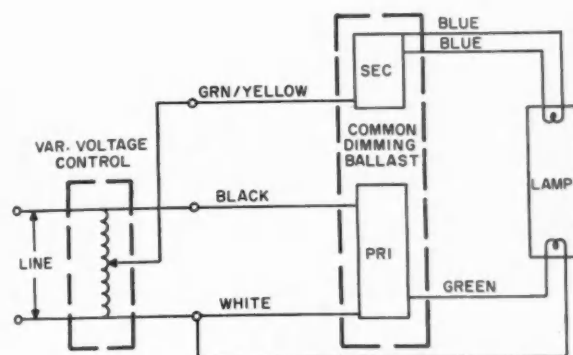 BLUE
BLUE
SEC
GRN/YELLOW
VAR. VOLTAGE
CONTROL
COMMON
DIMMING
BALLAST
LAMP
BLACK
LINE
PRI
GREEN
WHITE